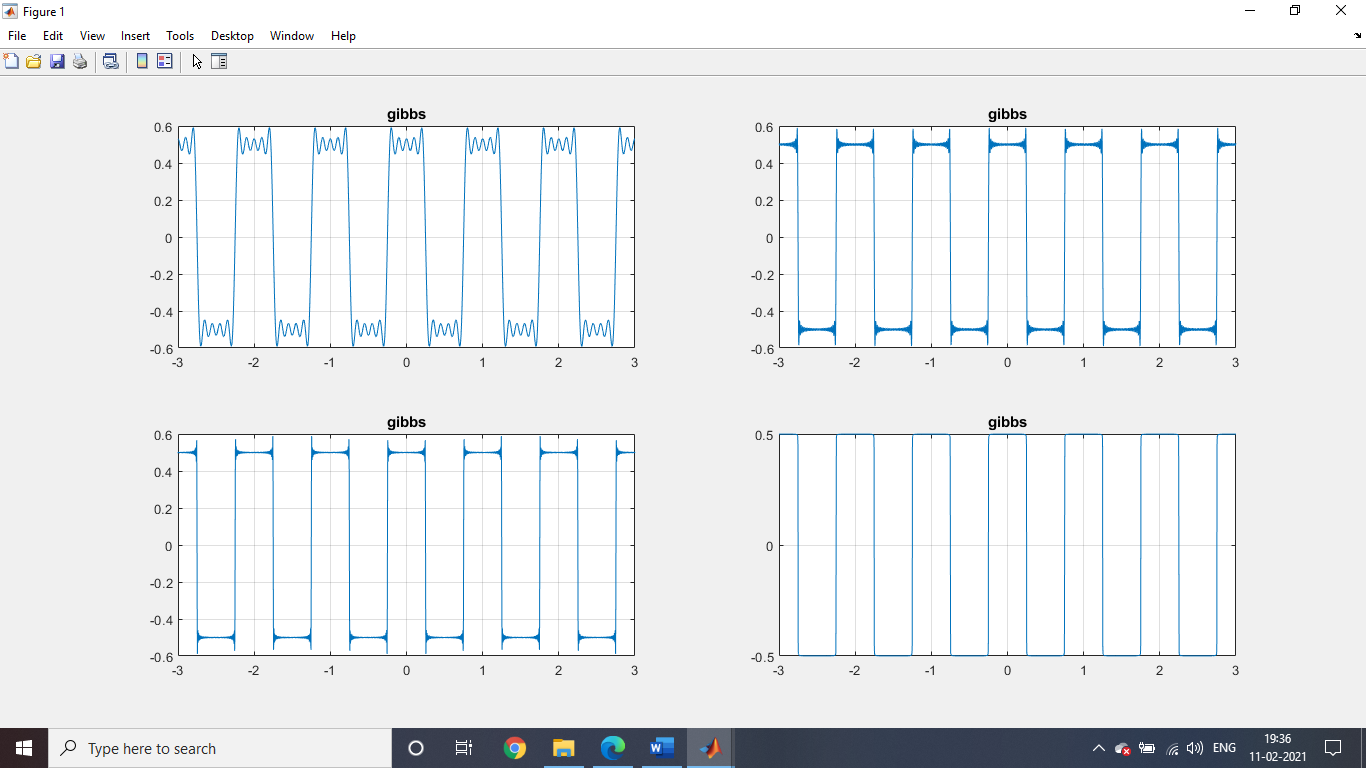 Figure 1
File Edit View Insert Tools Desktop Window Help
gibbs
0.6
0.4
0.2
0
-0.2
-0.4
-0.6
-3 -2 -1 0 1 2 3
gibbs
0.6
0.4
0.2
0
-0.2
-0.4
-0.6
-3 -2 -1 0 1 2 3
gibbs
0.6
0.4
0.2
0
-0.2
-0.4
-0.6
-3 -2 -1 0 1 2 3
gibbs
0.5
0
-0.5
-3 -2 -1 0 1 2 3
Type here to search
ENG
19:36
11-02-2021